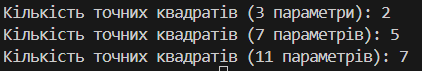 Кількість точних квадратів (3 параметри): 2
Кількість точних квадратів (7 параметрів): 5
Кількість точних квадратів (11 параметрів): 7